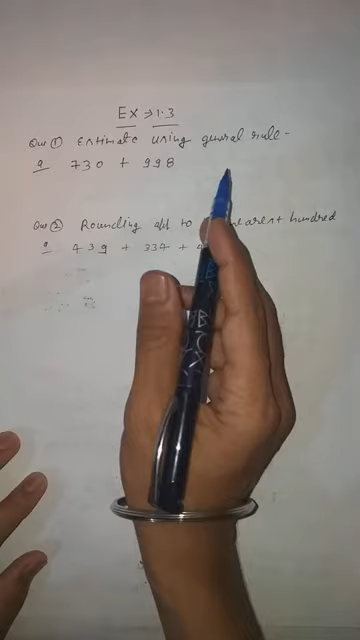 Ex → 1.3
Que ① Estimate using general rule -
a 730 + 998
Que ② Rounding off to hundred
a 439 + 334 +